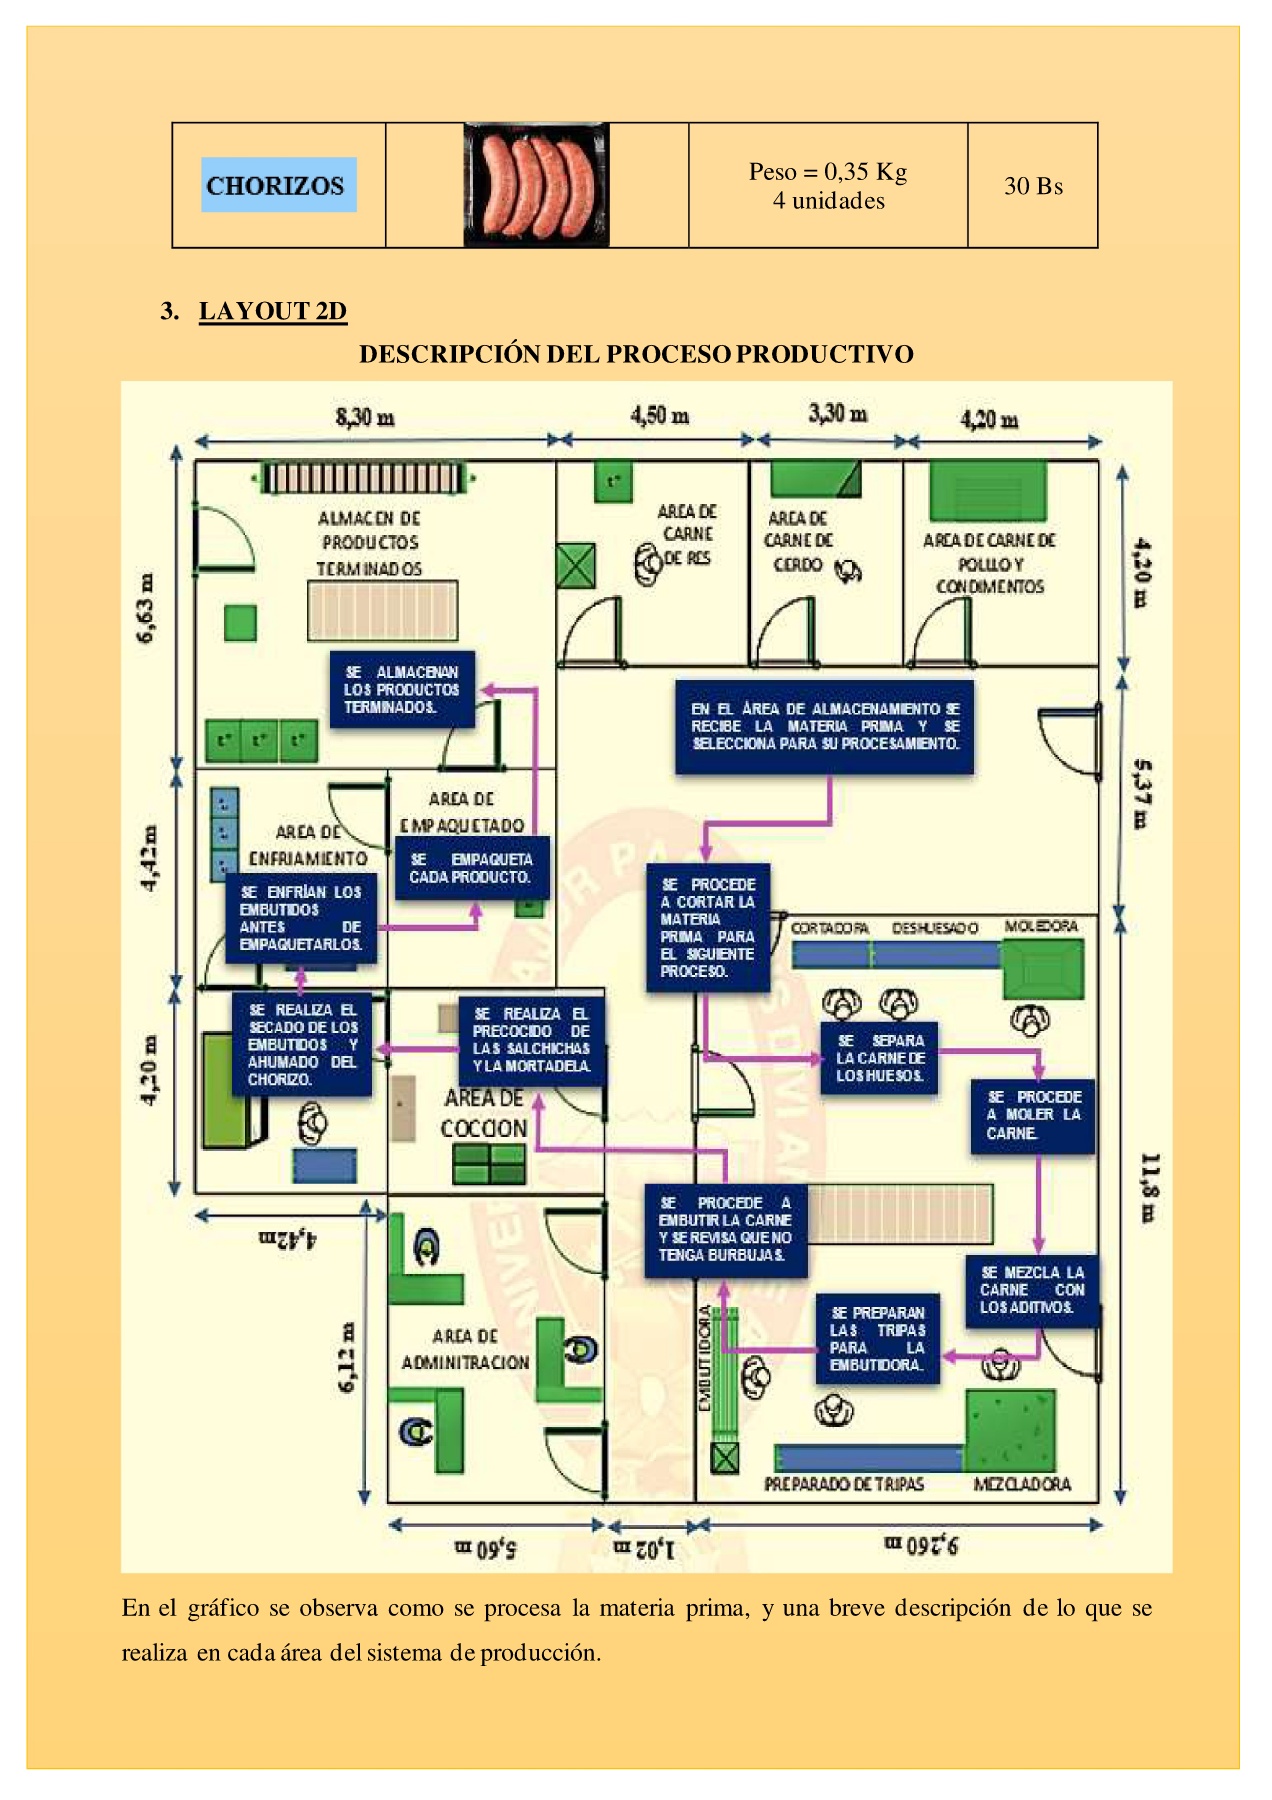 CHORIZOS
Peso = 0,35 Kg
4 unidades
30 Bs
3. LAYOUT 2D
DESCRIPCIÓN DEL PROCESO PRODUCTIVO
8,30 m
4,50 m
3,30 m
4,20 m
6,63 m
4,42m
4,20 m
4,20 m
5,37 m
11,8 m
ALMACEN DE
PRODUCTOS
TERMINADOS
t°
t°
t°
t°
AREA DE
CARNE
DE RES
AREA DE
CARNE DE
CERDO
AREA DE CARNE DE
POLLO Y
CONDIMENTOS
SE ALMACENAN
LOS PRODUCTOS
TERMINADOS.
EN EL ÁREA DE ALMACENAMIENTO SE
RECIBE LA MATERIA PRIMA Y SE
SELECCIONA PARA SU PROCESAMIENTO.
AREA DE
EMPAQUETADO
AREA DE
ENFRIAMIENTO
SE EMPAQUETA
CADA PRODUCTO.
SE ENFRÍAN LOS
EMBUTIDOS
ANTES DE
EMPAQUETARLOS.
SE PROCEDE
A CORTAR LA
MATERIA
PRIMA PARA
EL SIGUIENTE
PROCESO.
CORTADORA
DESHUESADO
MOLEDORA
SE REALIZA EL
SECADO DE LOS
EMBUTIDOS Y
AHUMADO DEL
CHORIZO.
SE REALIZA EL
PRECOCIDO DE
LAS SALCHICHAS
Y LA MORTADELA.
SE SEPARA
LA CARNE DE
LOS HUESOS.
SE PROCEDE
A MOLER LA
CARNE.
AREA DE
COCCION
SE PROCEDE A
EMBUTIR LA CARNE
Y SE REVISA QUE NO
TENGA BURBUJAS.
SE MEZCLA LA
CARNE CON
LOS ADITIVOS.
SE PREPARAN
LAS TRIPAS
PARA LA
EMBUTIDORA.
EMBUTIDORA
4,42m
6,12 m
AREA DE
ADMINITRACION
PREPARADO DE TRIPAS
MEZCLADORA
5,60 m
1,02 m
9,260 m
En el gráfico se observa como se procesa la materia prima, y una breve descripción de lo que se
realiza en cada área del sistema de producción.